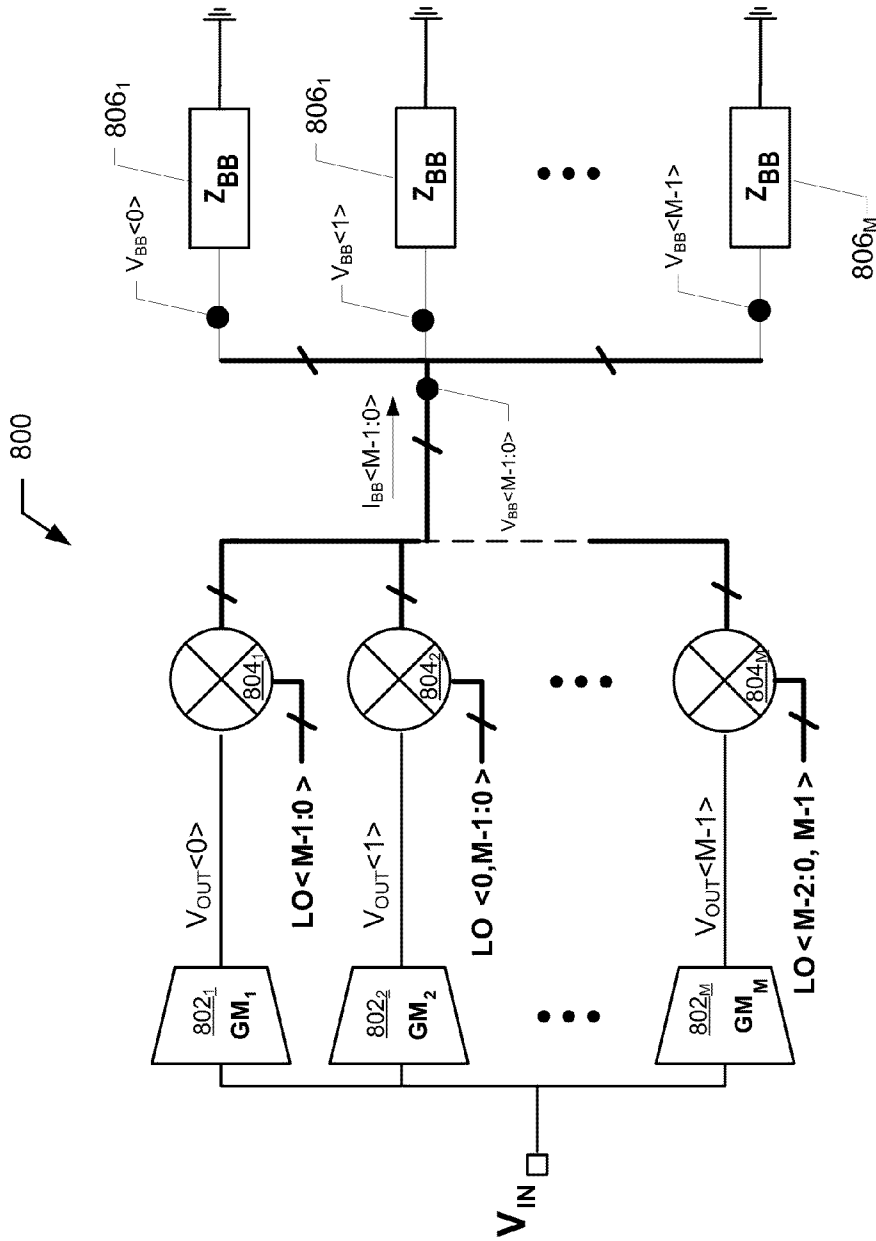 800
V_IN
802_1
GM_1
V_OUT<0>
LO<M-1:0 >
804_1
802_2
GM_2
V_OUT<1>
LO <0,M-1:0 >
804_2
802_M
GM_M
V_OUT<M-1>
LO< M-2:0, M-1 >
804_M
I_BB<M-1:0>
V_BB<M-1:0>
V_BB<0>
Z_BB
806_1
V_BB<1>
Z_BB
806_1
V_BB<M-1>
Z_BB
806_M